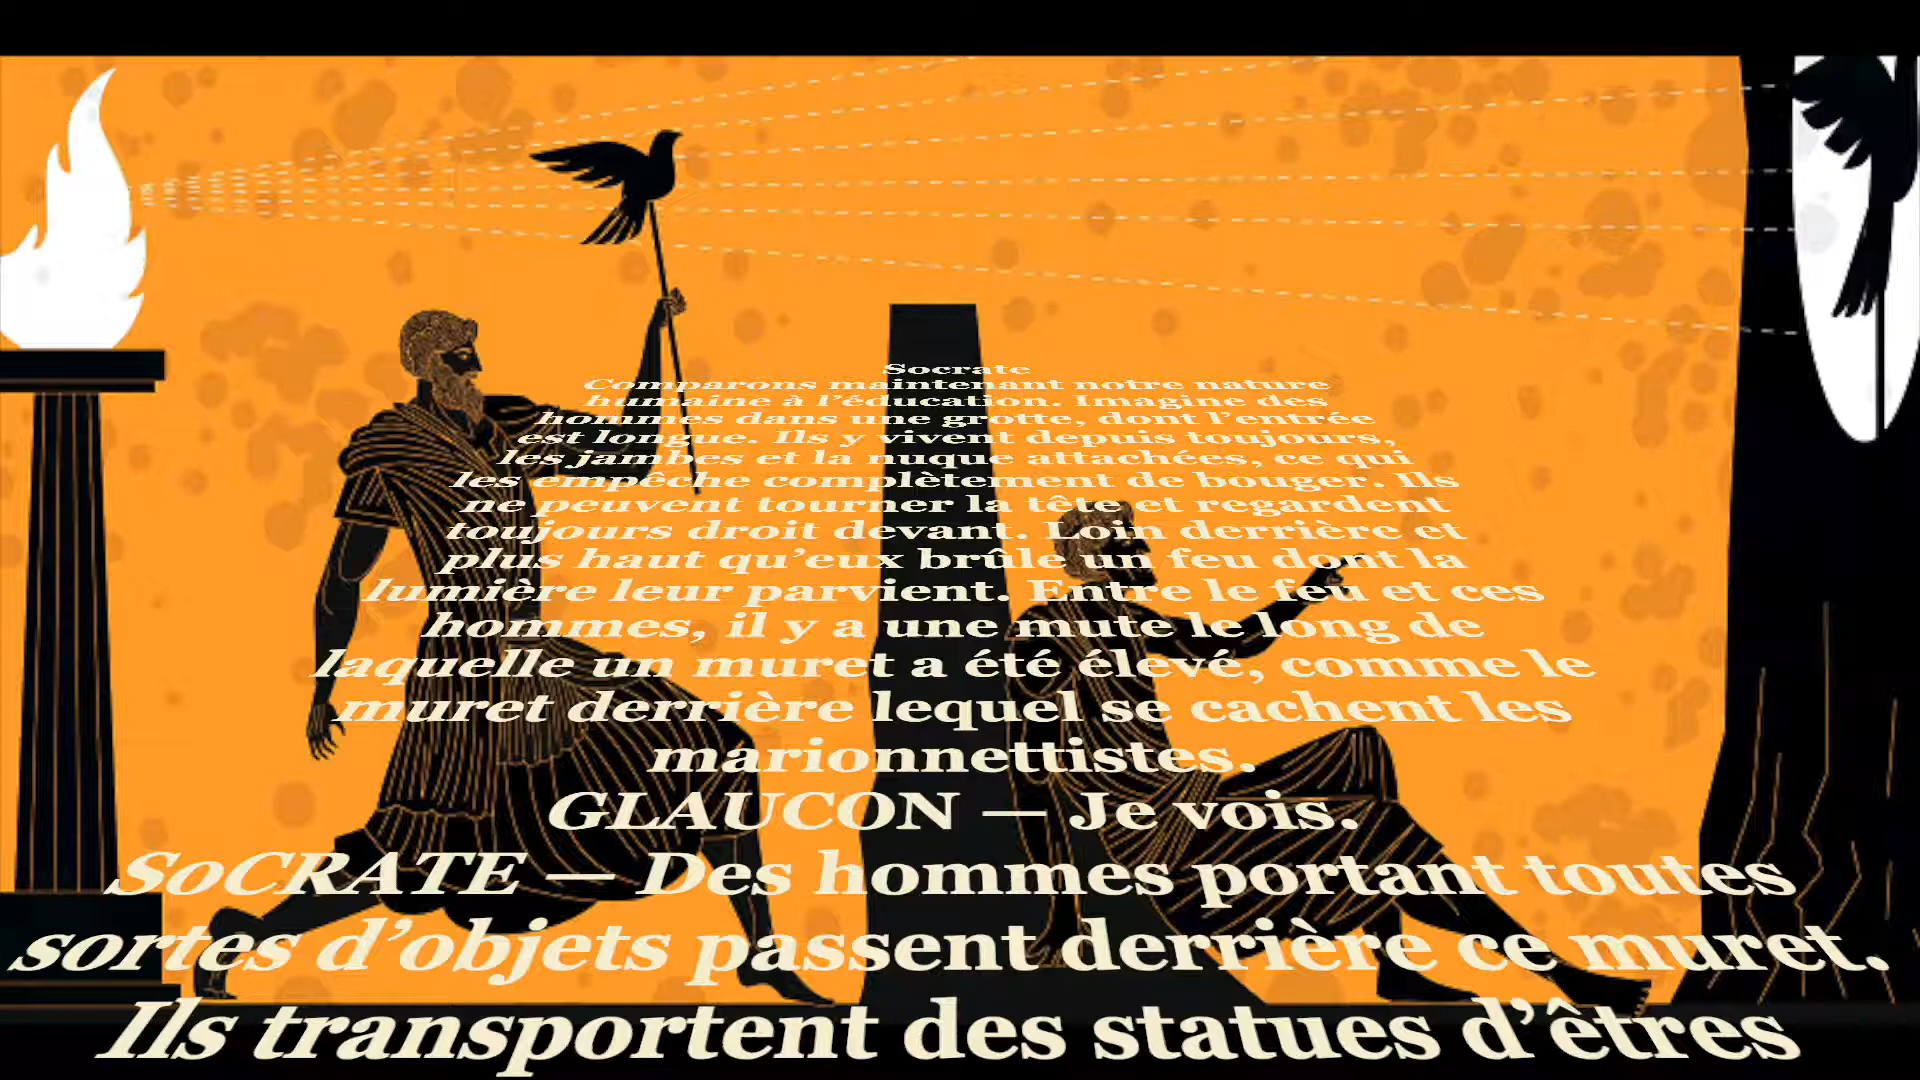 Socrate
Comparons maintenant notre nature
humaine à l’éducation. Imagine des
hommes dans une grotte, dont l’entrée
est longue. Ils y vivent depuis toujours,
les jambes et la nuque attachées, ce qui
les empêche complètement de bouger. Ils
ne peuvent tourner la tête et regardent
toujours droit devant. Loin derrière et
plus haut qu’eux brûle un feu dont la
lumière leur parvient. Entre le feu et ces
hommes, il y a une mute le long de
laquelle un muret a été élevé, comme le
muret derrière lequel se cachent les
marionnettistes.
GLAUCON — Je vois.
SoCRATE — Des hommes portant toutes
sortes d’objets passent derrière ce muret.
Ils transportent des statues d’êtres